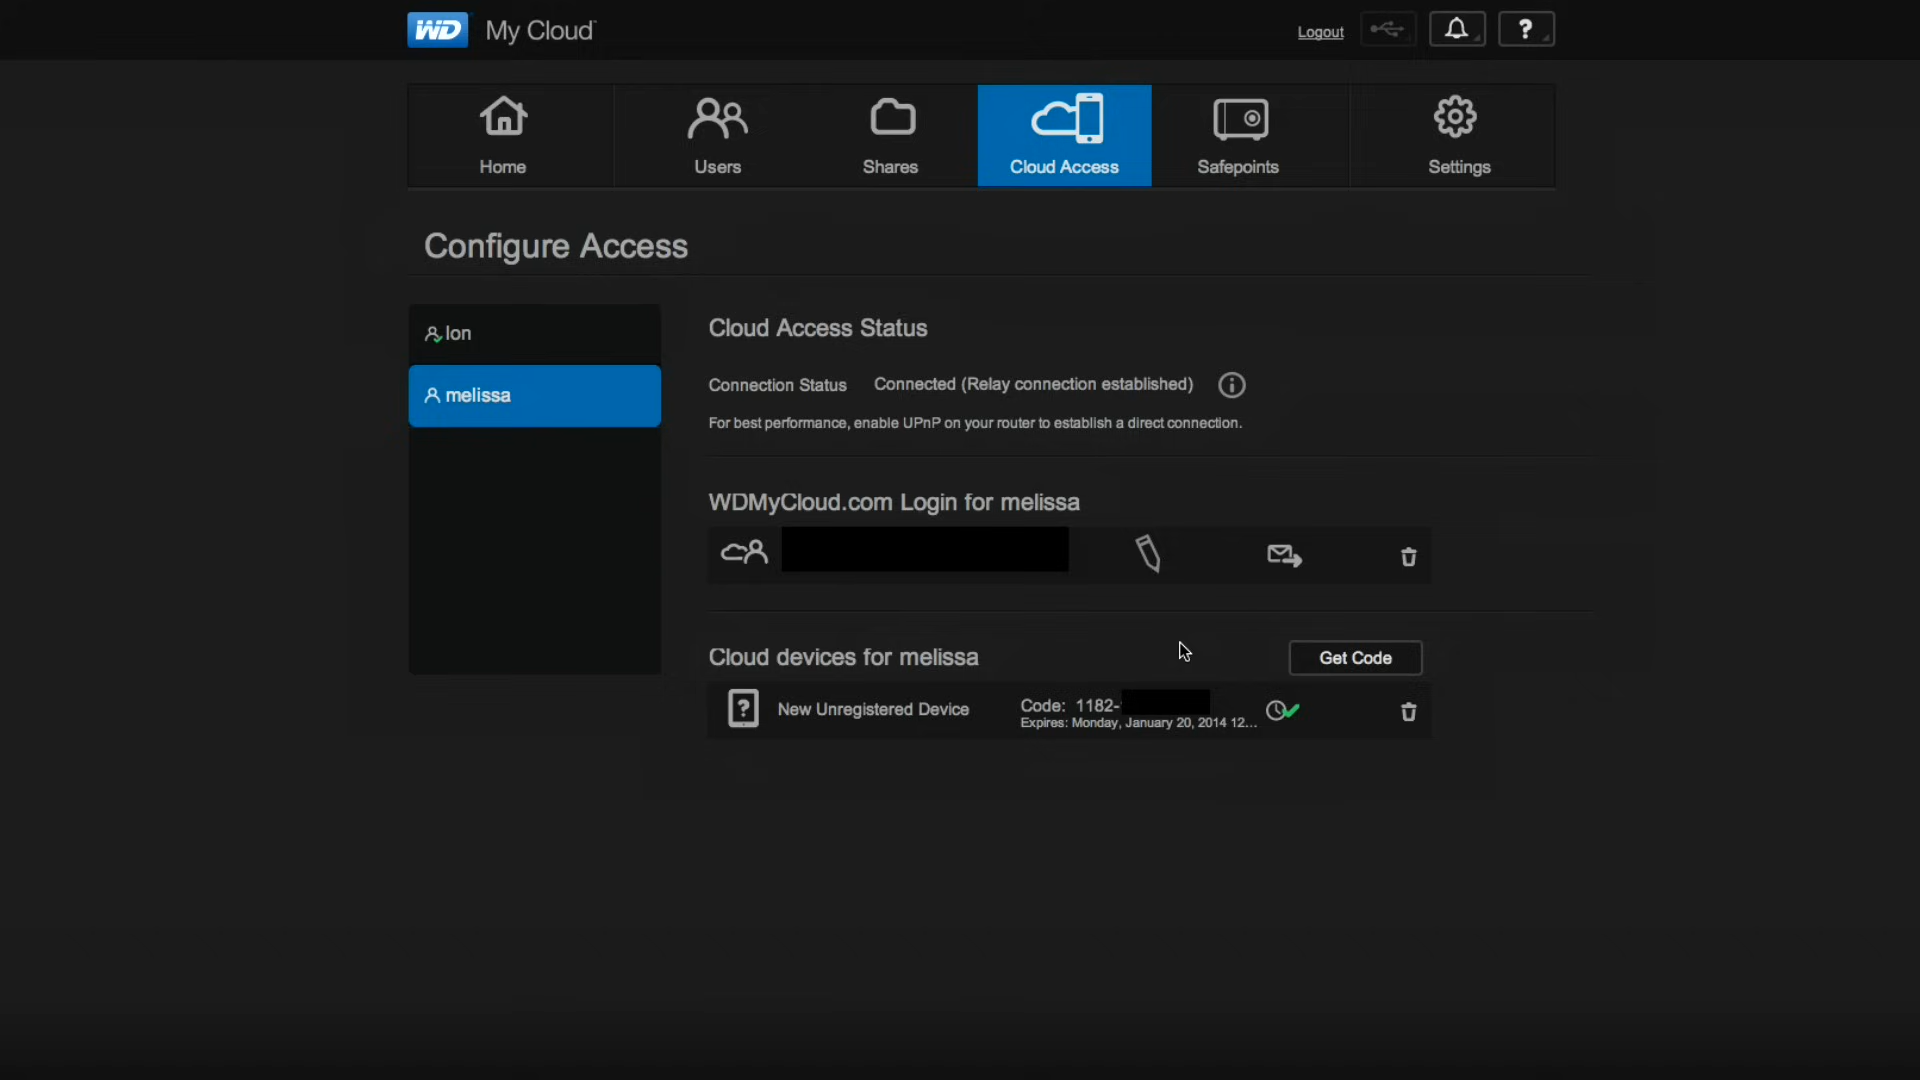 WD My Cloud
Logout
?
Home
Users
Shares
Cloud Access
Safepoints
Settings
Configure Access
lon
melissa
Cloud Access Status
Connection Status Connected (Relay connection established)
For best performance, enable UPnP on your router to establish a direct connection.
WDMyCloud.com Login for melissa
Cloud devices for melissa
Get Code
? New Unregistered Device
Code: 1182-
Expires: Monday, January 20, 2014 12...